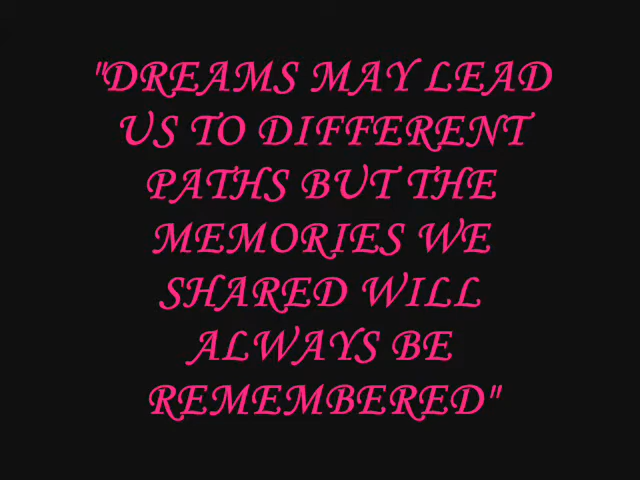 "DREAMS MAY LEAD
US TO DIFFERENT
PATHS BUT THE
MEMORIES WE
SHARED WILL
ALWAYS BE
REMEMBERED"